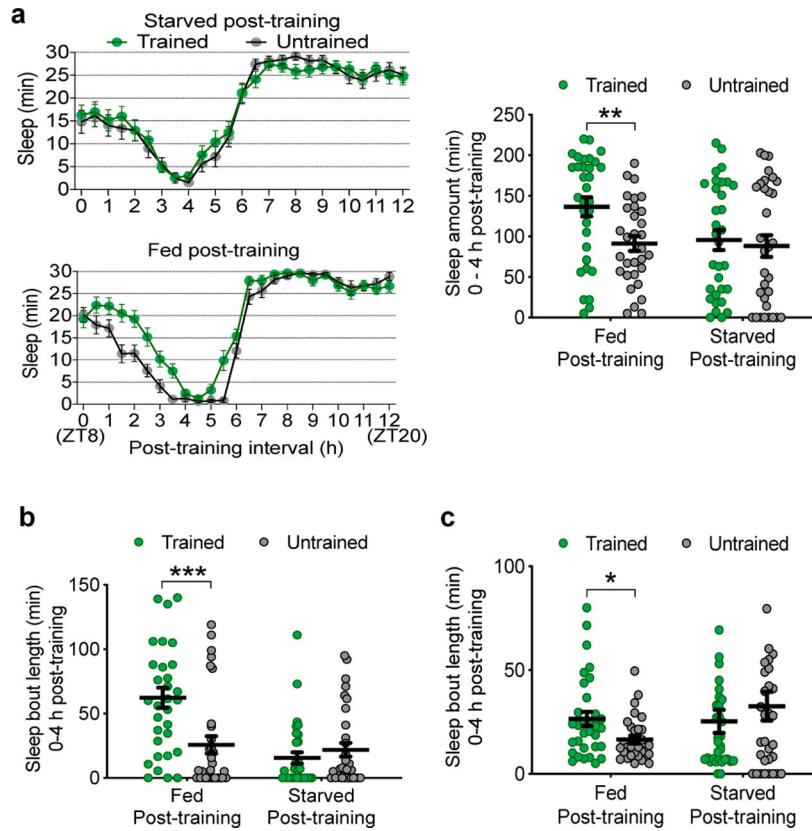 a
Starved post-training
Trained Untrained
Sleep (min)
30
25
20
15
10
5
0
0 1 2 3 4 5 6 7 8 9 10 11 12
Fed post-training
Sleep (min)
30
25
20
15
10
5
0
0 1 2 3 4 5 6 7 8 9 10 11 12
(ZT8) Post-training interval (h) (ZT20)
Trained Untrained
Sleep amount (min)
0 - 4 h post-training
250
200
150
100
50
0
**
Fed Starved
Post-training Post-training
b
Trained Untrained
Sleep bout length (min)
0-4 h post-training
150
100
50
0
***
Fed Starved
Post-training Post-training
c
Trained Untrained
Sleep bout length (min)
0-4 h post-training
100
50
0
*
Fed Starved
Post-training Post-training